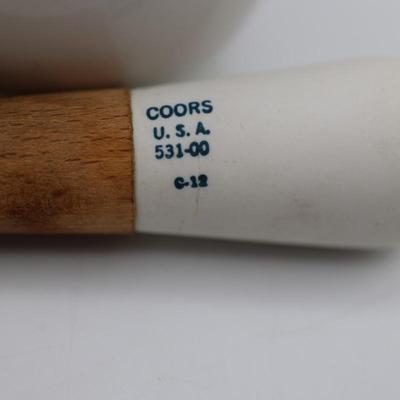 COORS
U. S. A.
531-00
C-12